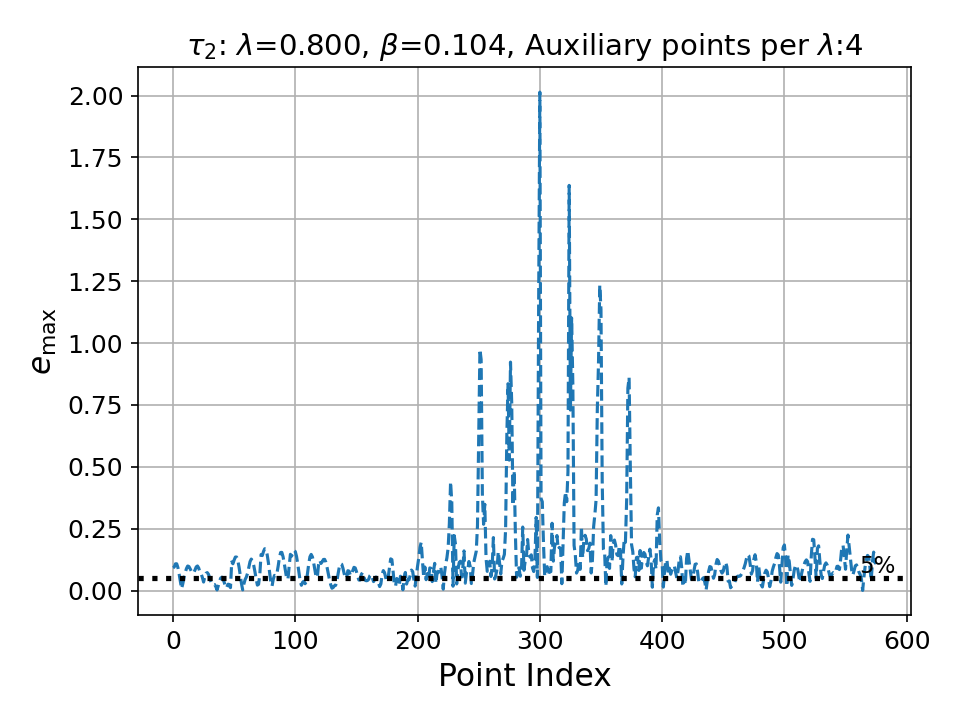 τ₂: λ=0.800, β=0.104, Auxiliary points per λ:4
2.00
1.75
1.50
1.25
1.00
0.75
0.50
0.25
0.00
e_max
5%
0 100 200 300 400 500 600
Point Index